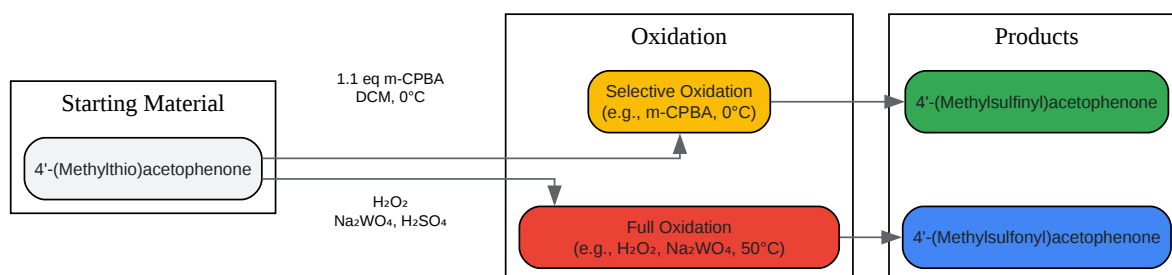 Starting Material
4'-(Methylthio)acetophenone
1.1 eq m-CPBA
DCM, 0°C
H₂O₂
Na₂WO₄, H₂SO₄
Oxidation
Selective Oxidation
(e.g., m-CPBA, 0°C)
Full Oxidation
(e.g., H₂O₂, Na₂WO₄, 50°C)
Products
4'-(Methylsulfinyl)acetophenone
4'-(Methylsulfonyl)acetophenone